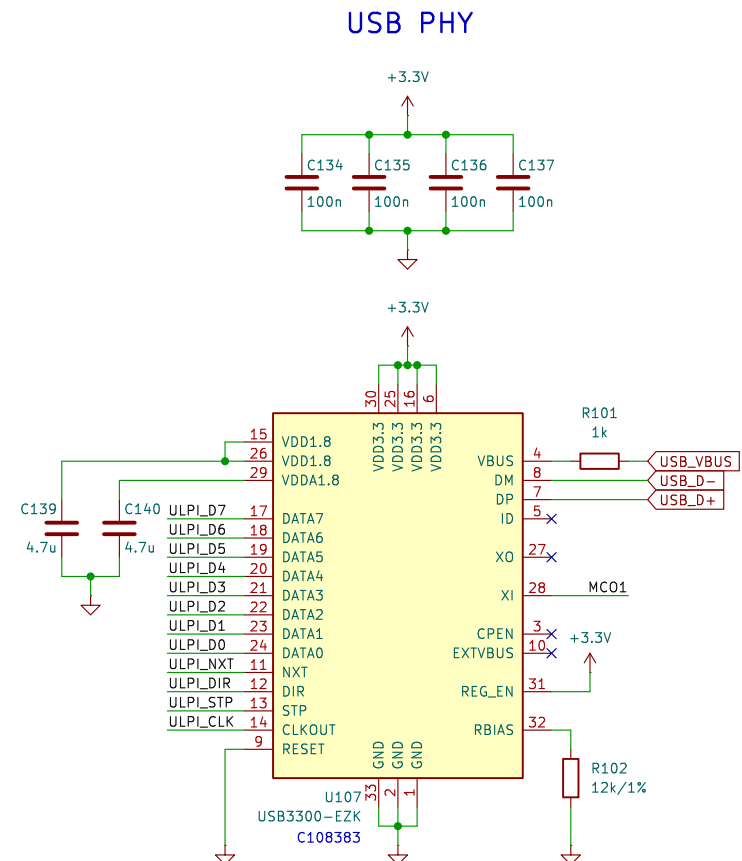 USB PHY
+3.3V
C134 C135 C136 C137
100n 100n 100n 100n
+3.3V
30 25 16 6
VDD3.3 VDD3.3 VDD3.3 VDD3.3
R101
1k
15 VDD1.8
26 VDD1.8 VBUS 4 USB_VBUS
29 VDDA1.8 DM 8 USB_D-
DP 7 USB_D+
C139 C140
4.7u 4.7u
ULPI_D7 17 DATA7 ID 5
ULPI_D6 18 DATA6
ULPI_D5 19 DATA5 XO 27
ULPI_D4 20 DATA4
ULPI_D3 21 DATA3 XI 28 MCO1
ULPI_D2 22 DATA2
ULPI_D1 23 DATA1 CPEN 3
ULPI_D0 24 DATA0 EXTVBUS 10
+3.3V
ULPI_NXT 11 NXT
ULPI_DIR 12 DIR REG_EN 31
ULPI_STP 13 STP
ULPI_CLK 14 CLKOUT RBIAS 32
9 RESET
GND GND GND
33 2 1
R102
12k/1%
U107
USB3300-EZK
C108383